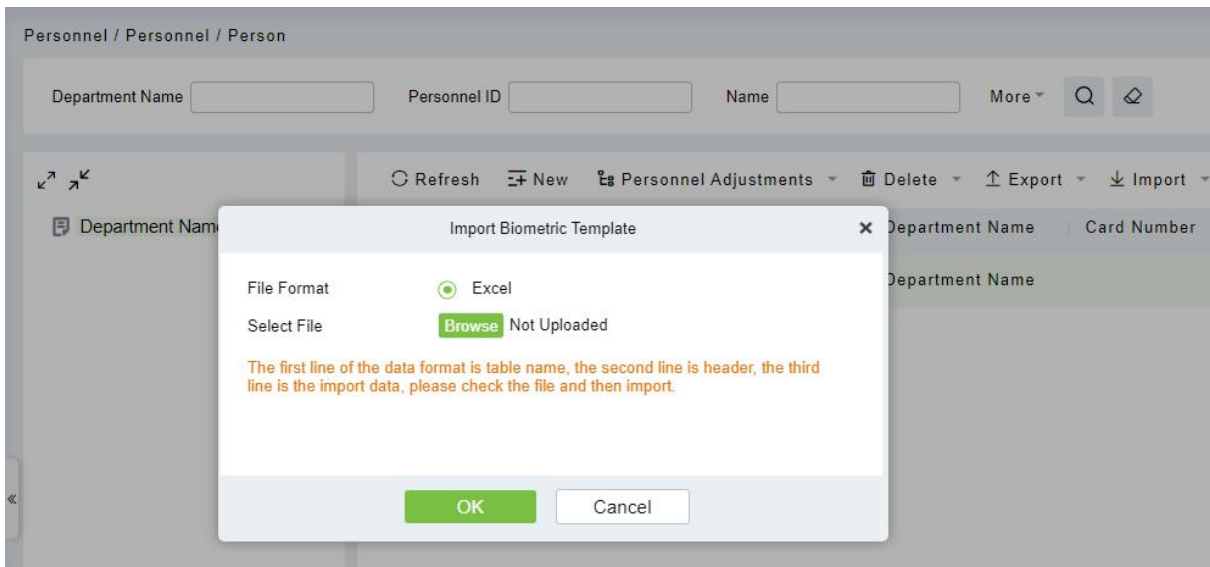 Personnel / Personnel / Person
Department Name Personnel ID Name More
Refresh New Personnel Adjustments Delete Export Import
Department Name
Import Biometric Template
Department Name Card Number
File Format Excel
Department Name
Select File Browse Not Uploaded
The first line of the data format is table name, the second line is header, the third
line is the import data, please check the file and then import.
OK Cancel